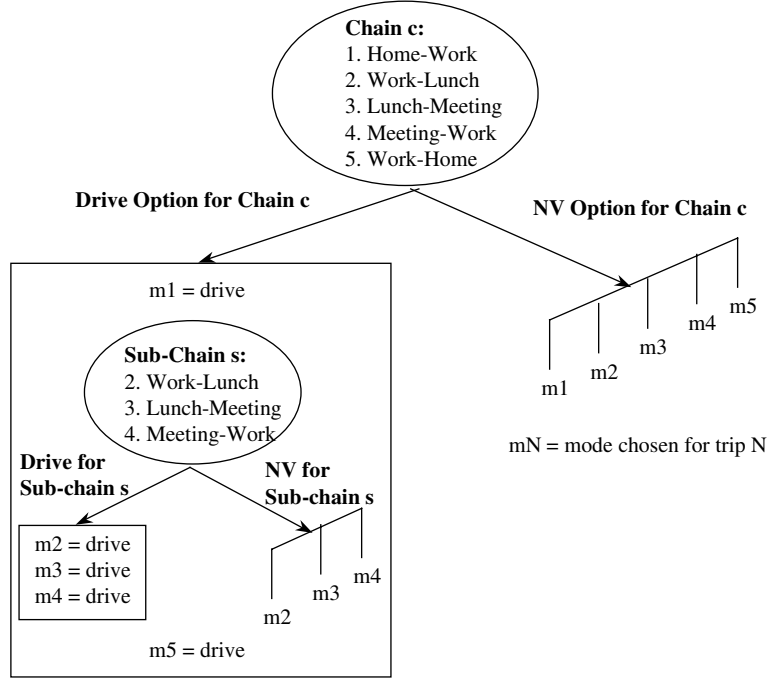 Chain c:
1. Home-Work
2. Work-Lunch
3. Lunch-Meeting
4. Meeting-Work
5. Work-Home
Drive Option for Chain c
NV Option for Chain c
m1 = drive
m1
m2
m3
m4
m5
Sub-Chain s:
2. Work-Lunch
3. Lunch-Meeting
4. Meeting-Work
mN = mode chosen for trip N
Drive for
Sub-chain s
NV for
Sub-chain s
m2 = drive
m3 = drive
m4 = drive
m2
m3
m4
m5 = drive